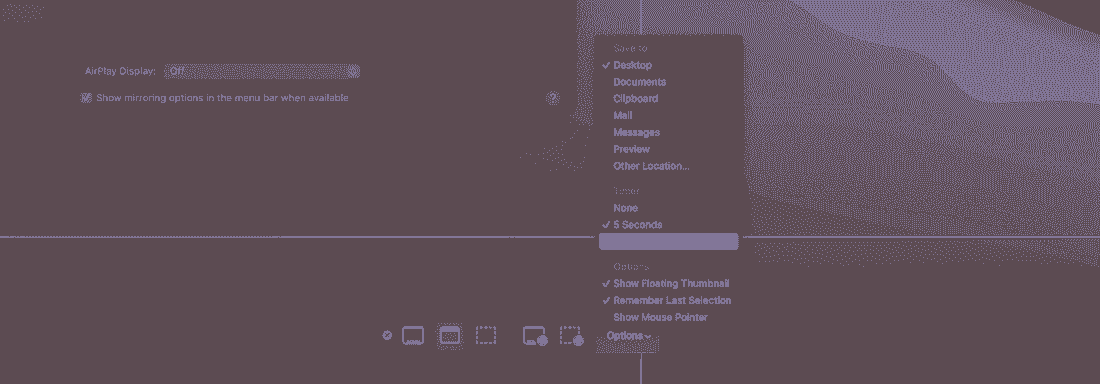 Save to
AirPlay Display: Off
✓ Desktop
Documents
✓ Show mirroring options in the menu bar when available
?
Clipboard
Mail
Messages
Preview
Other Location...
Timer
None
✓ 5 Seconds
Options
✓ Show Floating Thumbnail
✓ Remember Last Selection
Show Mouse Pointer
Options